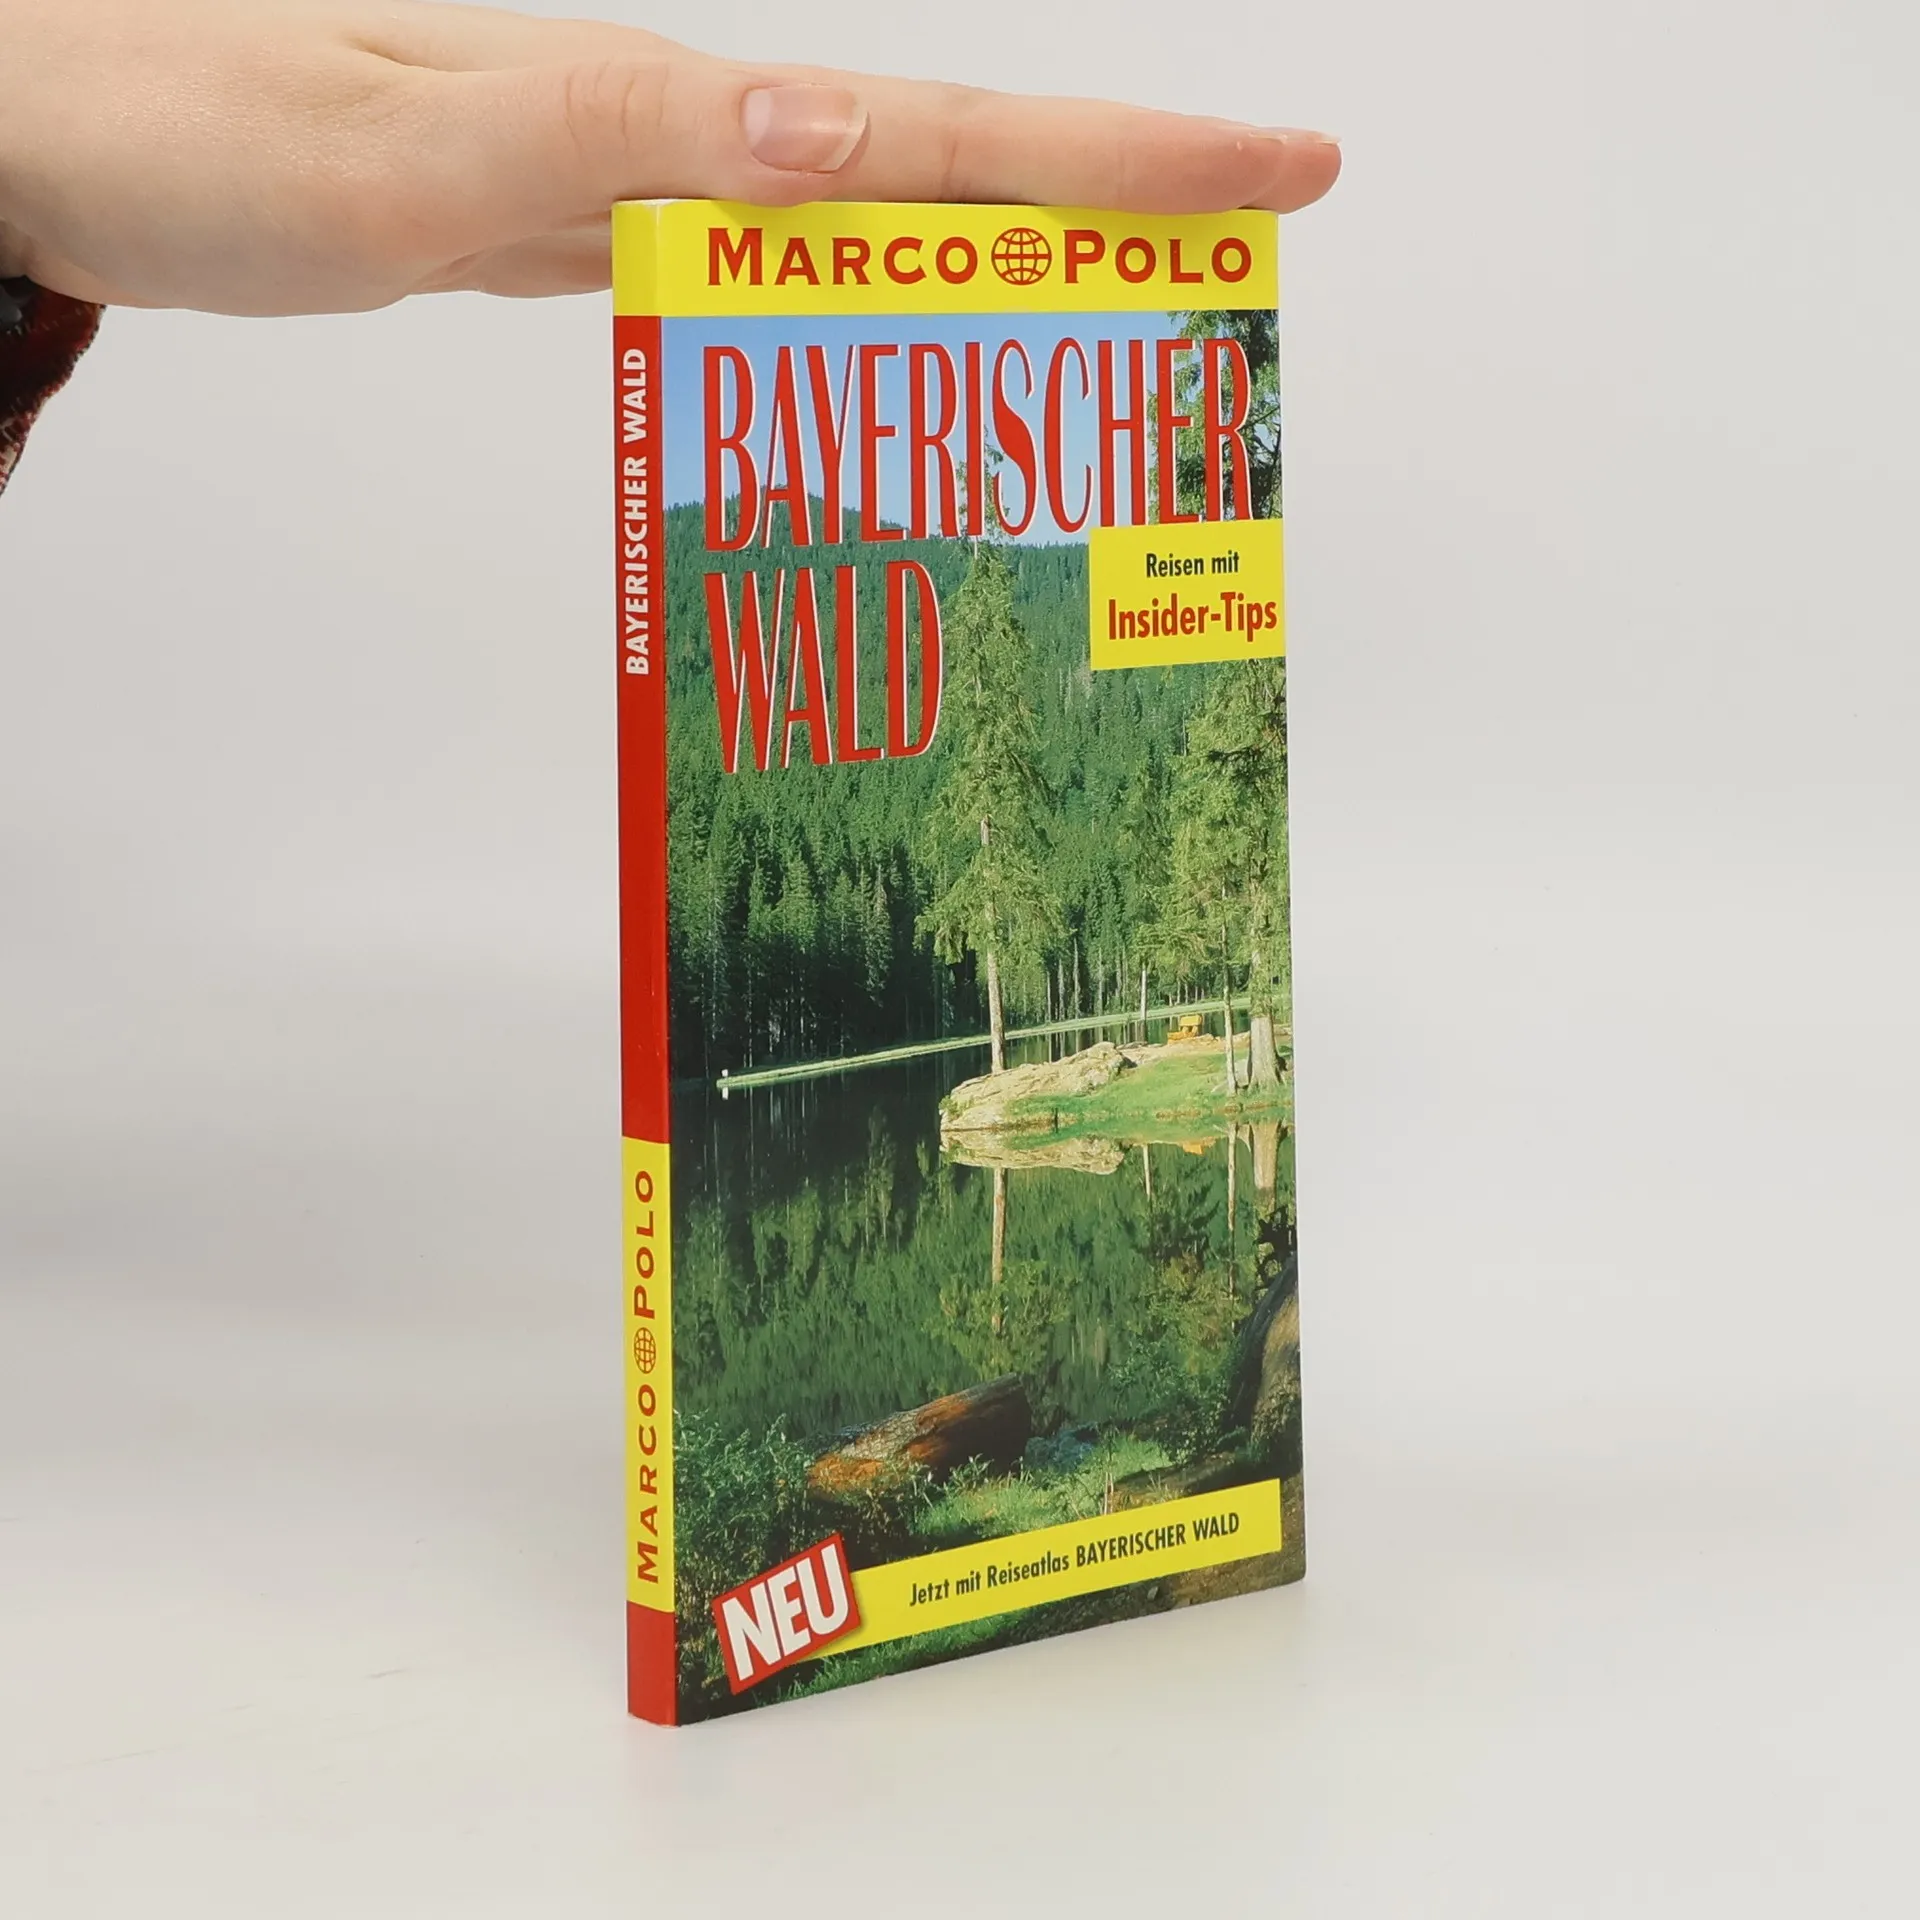 MARCO POLO
BAYERISCHER
WALD
Reisen mit
Insider-Tips
NEU
Jetzt mit Reiseatlas BAYERISCHER WALD
BAYERISCHER WALD
MARCO POLO